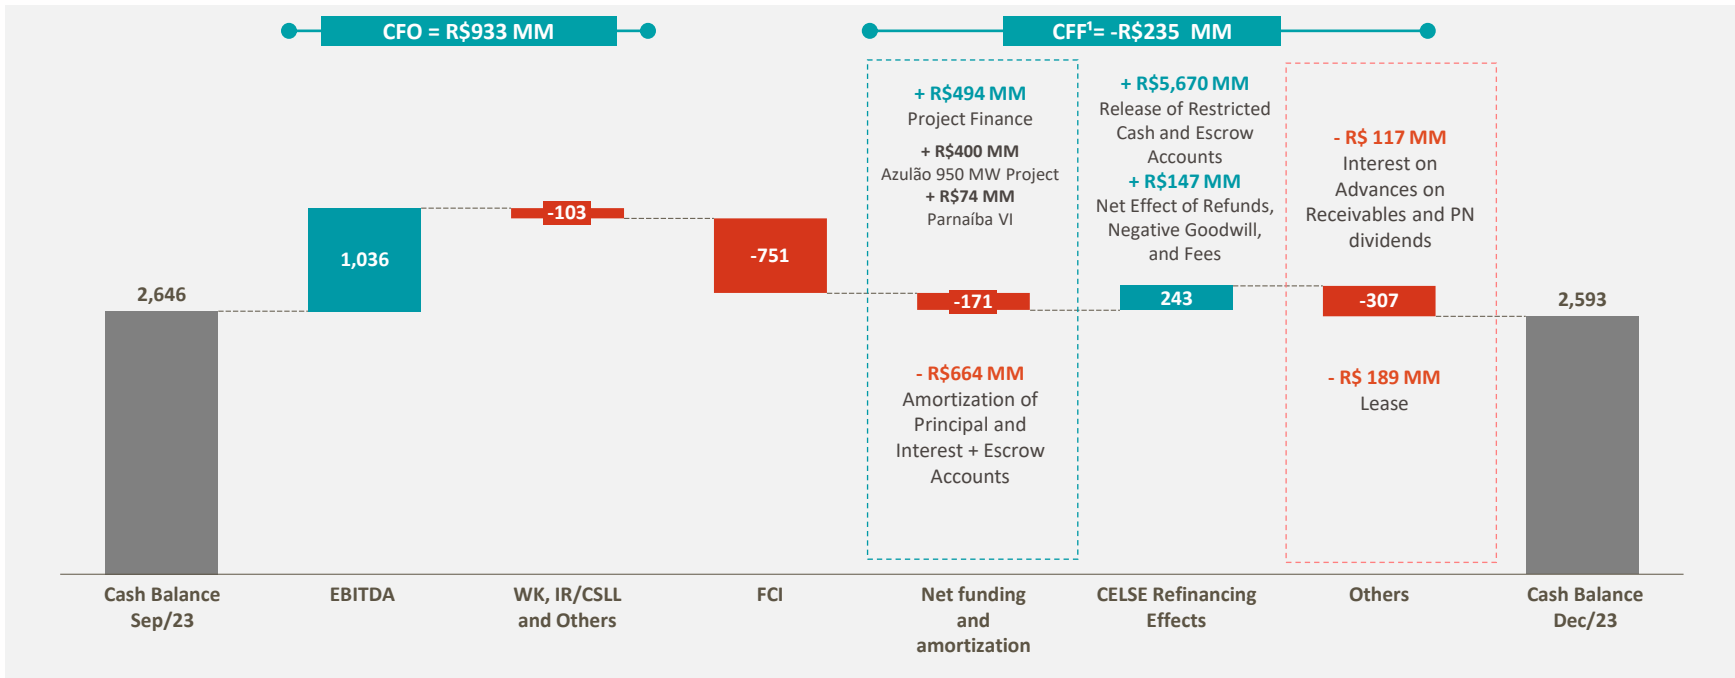 CFO = R$933 MM
CFF¹= -R$235 MM
+ R$494 MM
Project Finance
+ R$400 MM
Azulão 950 MW Project
+ R$74 MM
Parnaíba VI
+ R$5,670 MM
Release of Restricted
Cash and Escrow
Accounts
+ R$147 MM
Net Effect of Refunds,
Negative Goodwill,
and Fees
- R$ 117 MM
Interest on
Advances on
Receivables and PN
dividends
2,646
1,036
-103
-751
-171
243
-307
2,593
- R$664 MM
Amortization of
Principal and
Interest + Escrow
Accounts
- R$ 189 MM
Lease
Cash Balance
Sep/23
EBITDA
WK, IR/CSLL
and Others
FCI
Net funding
and
amortization
CELSE Refinancing
Effects
Others
Cash Balance
Dec/23